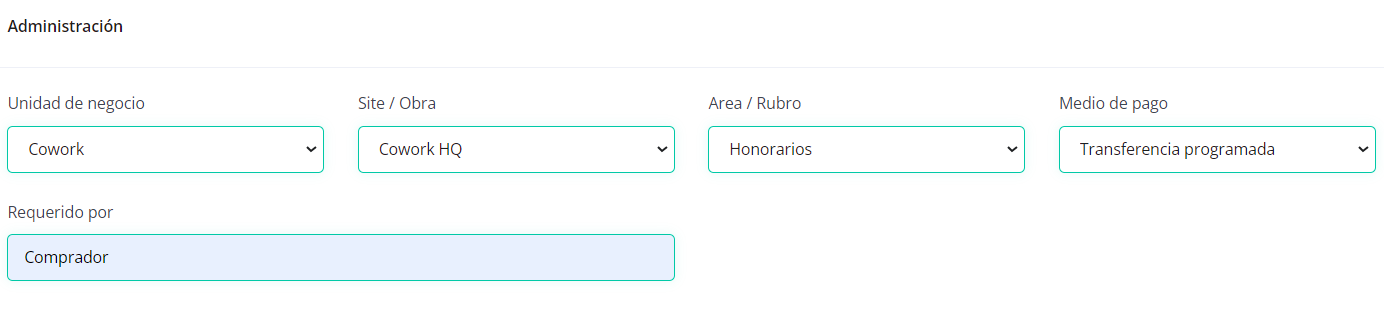 Administración
Unidad de negocio
Site / Obra
Area / Rubro
Medio de pago
Cowork
Cowork HQ
Honorarios
Transferencia programada
Requerido por
Comprador